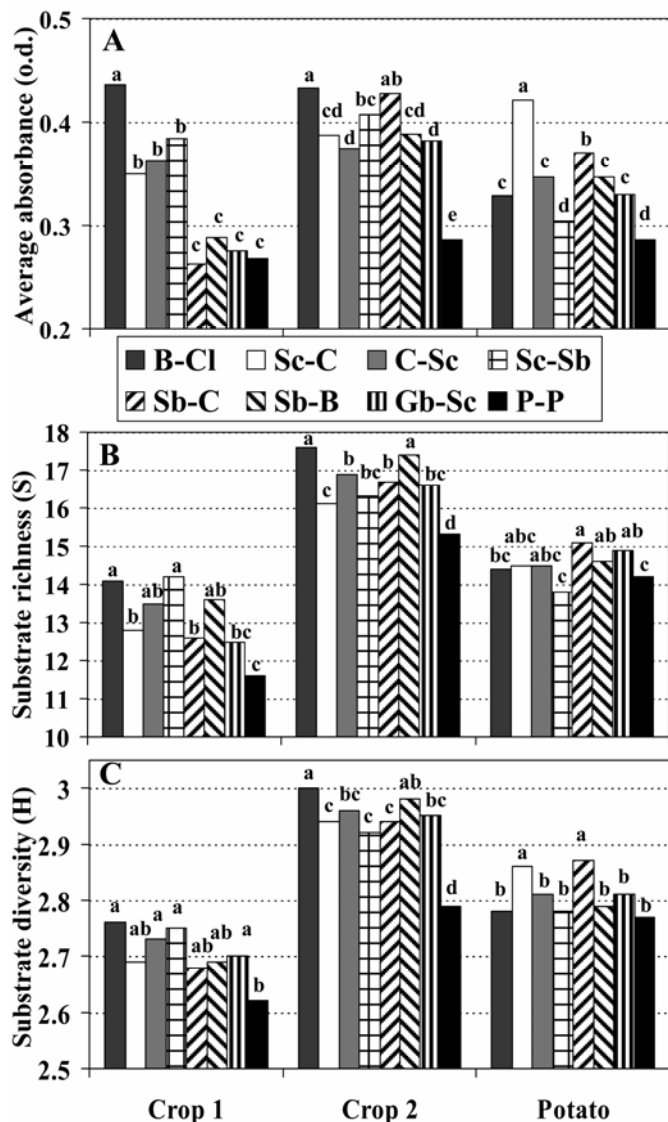 A
Average absorbance (o.d.)
0.5
0.4
0.3
0.2
a b b b c c c c
a cd d bc ab cd d e
c a c d b c c d
B-Cl Sc-C C-Sc Sc-Sb
Sb-C Sb-B Gb-Sc P-P
B
Substrate richness (S)
18
17
16
15
14
13
12
11
10
a b ab a b ab bc c
a c b bc b a bc d
bc abc abc c a ab ab c
C
Substrate diversity (H)
3
2.9
2.8
2.7
2.6
2.5
a ab a a ab ab a b
a c bc c c ab bc d
b a b b a b b b
Crop 1 Crop 2 Potato